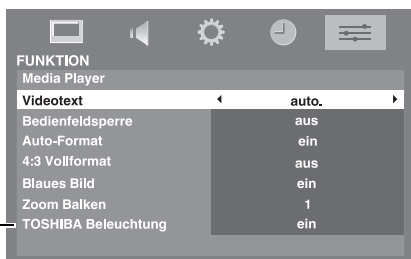 FUNKTION
Media Player
Videotext auto.
Bedienfeldsperre aus
Auto-Format ein
4:3 Vollformat aus
Blaues Bild ein
Zoom Balken 1
TOSHIBA Beleuchtung ein